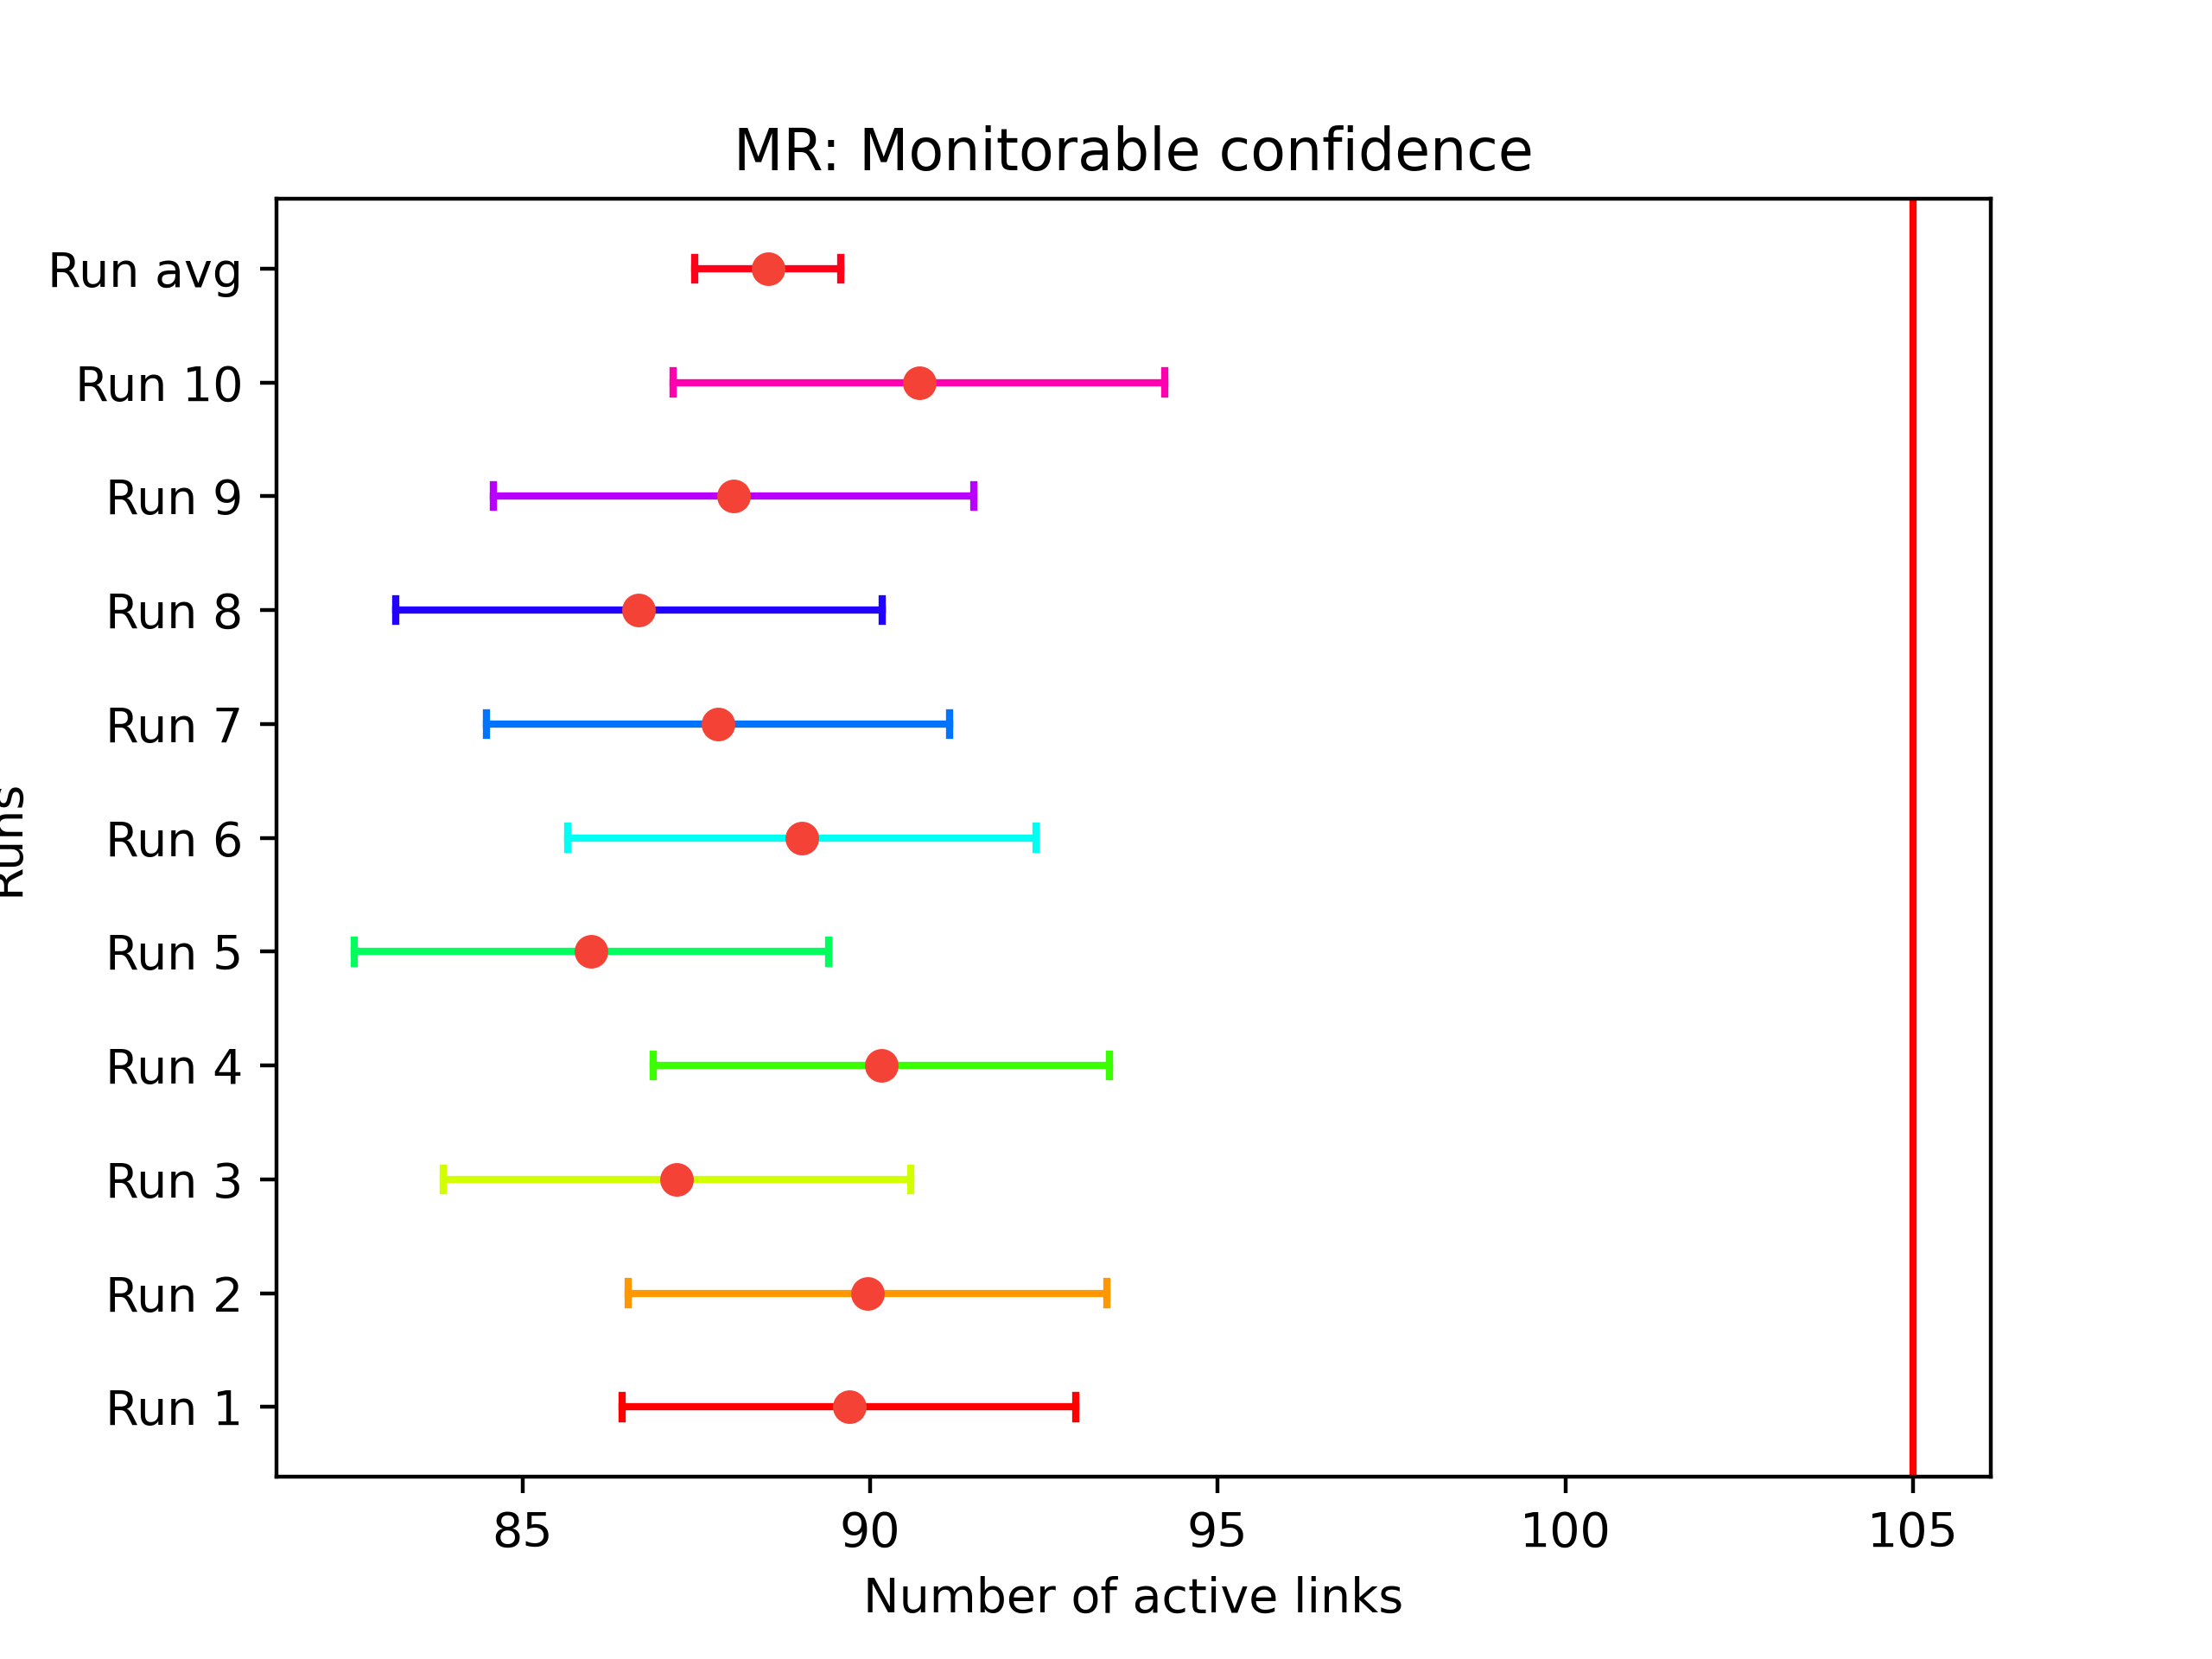 MR: Monitorable confidence
Run avg
Run 10
Run 9
Run 8
Run 7
Run 6
Run 5
Run 4
Run 3
Run 2
Run 1
Runs
85 90 95 100 105
Number of active links